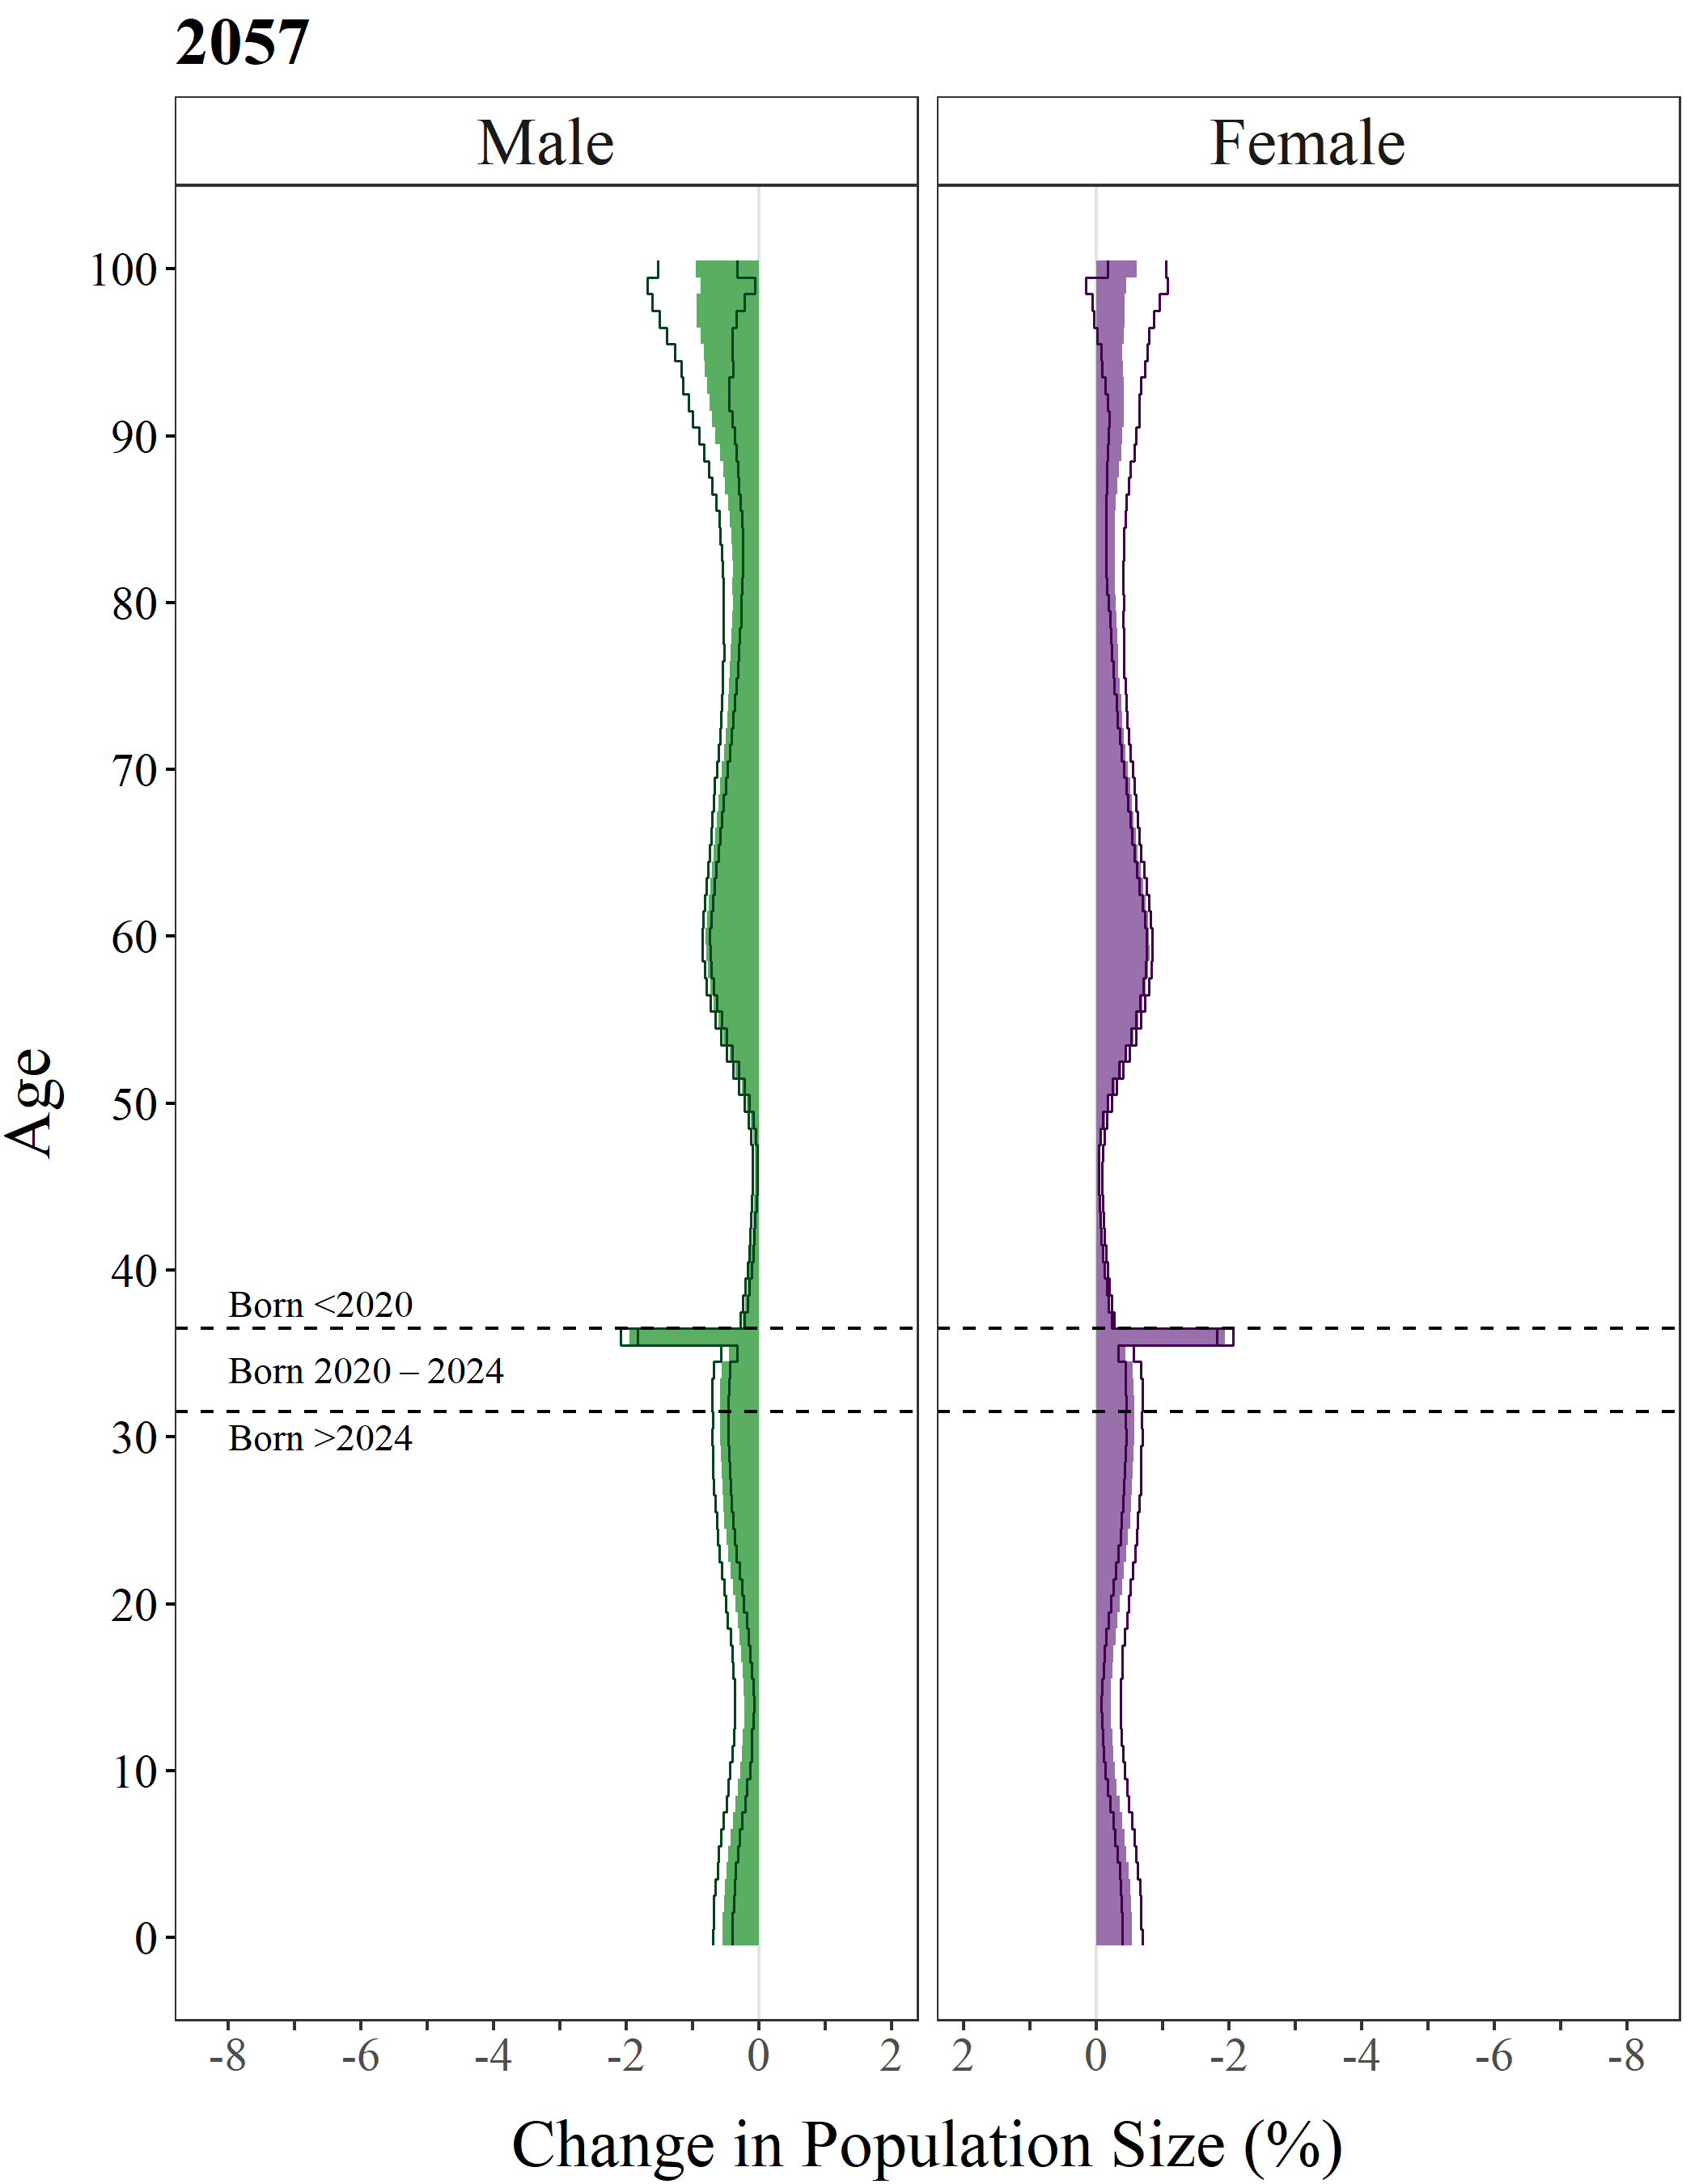 2057
Male Female
100
90
80
70
60
50
40
Born <2020
Born 2020 – 2024
Born >2024
30
20
10
0
Age
-8 -6 -4 -2 0 2 2 0 -2 -4 -6 -8
Change in Population Size (%)